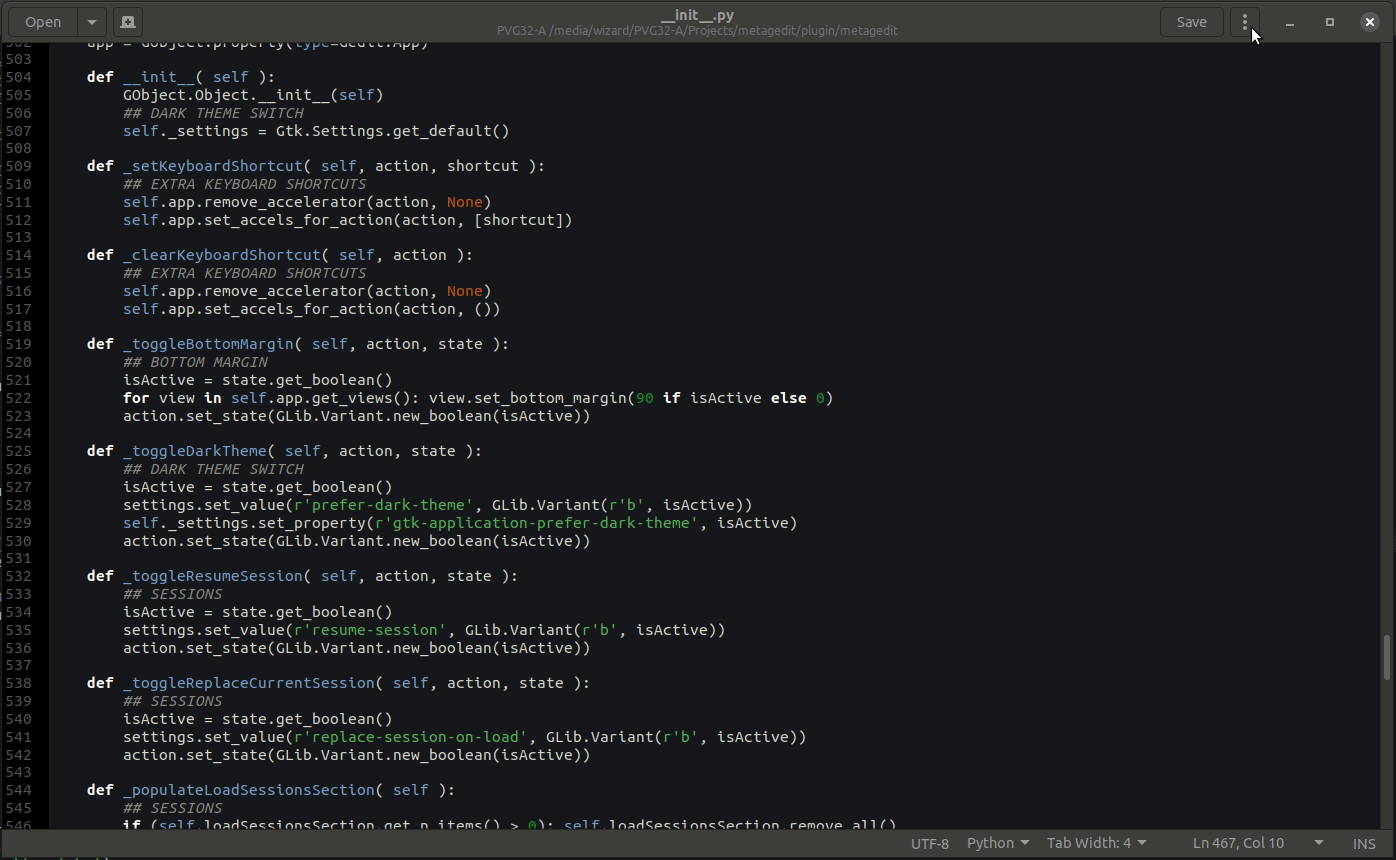 Open
__init__.py
PVG32-A /media/wizard/PVG32-A/Projects/metagedit/plugin/metagedit
Save
502     app = GObject.property(type=Gedit.App)
503
504     def __init__( self ):
505         GObject.Object.__init__(self)
506         ## DARK THEME SWITCH
507         self._settings = Gtk.Settings.get_default()
508
509     def _setKeyboardShortcut( self, action, shortcut ):
510         ## EXTRA KEYBOARD SHORTCUTS
511         self.app.remove_accelerator(action, None)
512         self.app.set_accels_for_action(action, [shortcut])
513
514     def _clearKeyboardShortcut( self, action ):
515         ## EXTRA KEYBOARD SHORTCUTS
516         self.app.remove_accelerator(action, None)
517         self.app.set_accels_for_action(action, ())
518
519     def _toggleBottomMargin( self, action, state ):
520         ## BOTTOM MARGIN
521         isActive = state.get_boolean()
522         for view in self.app.get_views(): view.set_bottom_margin(90 if isActive else 0)
523         action.set_state(GLib.Variant.new_boolean(isActive))
524
525     def _toggleDarkTheme( self, action, state ):
526         ## DARK THEME SWITCH
527         isActive = state.get_boolean()
528         settings.set_value(r'prefer-dark-theme', GLib.Variant(r'b', isActive))
529         self._settings.set_property(r'gtk-application-prefer-dark-theme', isActive)
530         action.set_state(GLib.Variant.new_boolean(isActive))
531
532     def _toggleResumeSession( self, action, state ):
533         ## SESSIONS
534         isActive = state.get_boolean()
535         settings.set_value(r'resume-session', GLib.Variant(r'b', isActive))
536         action.set_state(GLib.Variant.new_boolean(isActive))
537
538     def _toggleReplaceCurrentSession( self, action, state ):
539         ## SESSIONS
540         isActive = state.get_boolean()
541         settings.set_value(r'replace-session-on-load', GLib.Variant(r'b', isActive))
542         action.set_state(GLib.Variant.new_boolean(isActive))
543
544     def _populateLoadSessionsSection( self ):
545         ## SESSIONS
546         if (self.loadSessionsSection.get_n_items() > 0): self.loadSessionsSection.remove_all()
UTF-8 Python Tab Width: 4 Ln 467, Col 10 INS